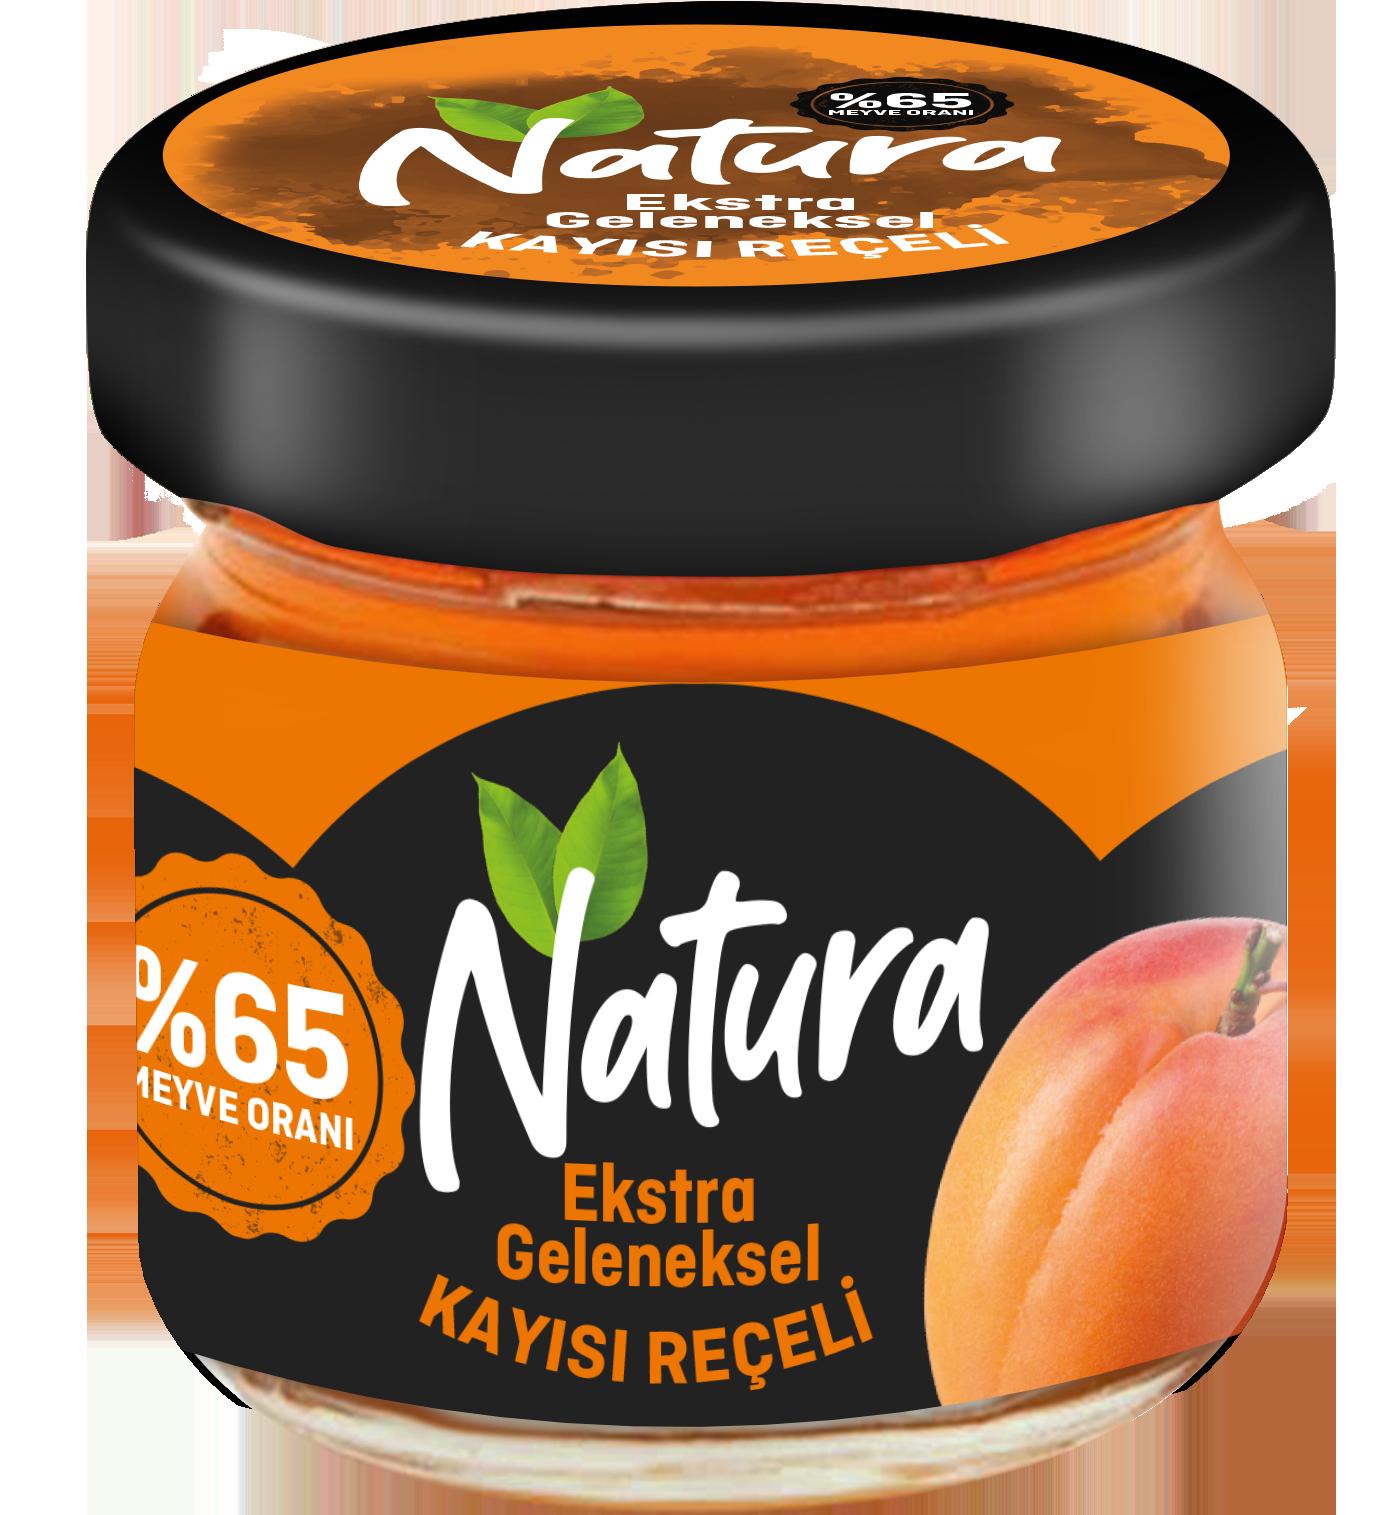 %65
MEYVE ORANI
Natura
Ekstra
Geleneksel
KAYISI REÇELİ
%65
MEYVE ORANI
Natura
Ekstra
Geleneksel
KAYISI REÇELİ